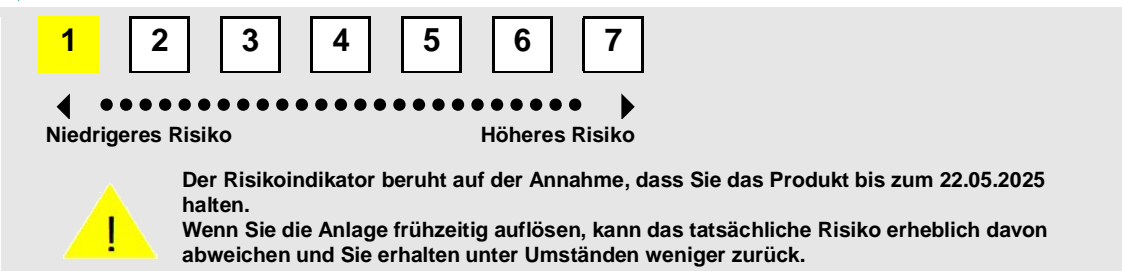 1 2 3 4 5 6 7
Niedrigeres Risiko Höheres Risiko
Der Risikoindikator beruht auf der Annahme, dass Sie das Produkt bis zum 22.05.2025
halten.
Wenn Sie die Anlage frühzeitig auflösen, kann das tatsächliche Risiko erheblich davon
abweichen und Sie erhalten unter Umständen weniger zurück.
!